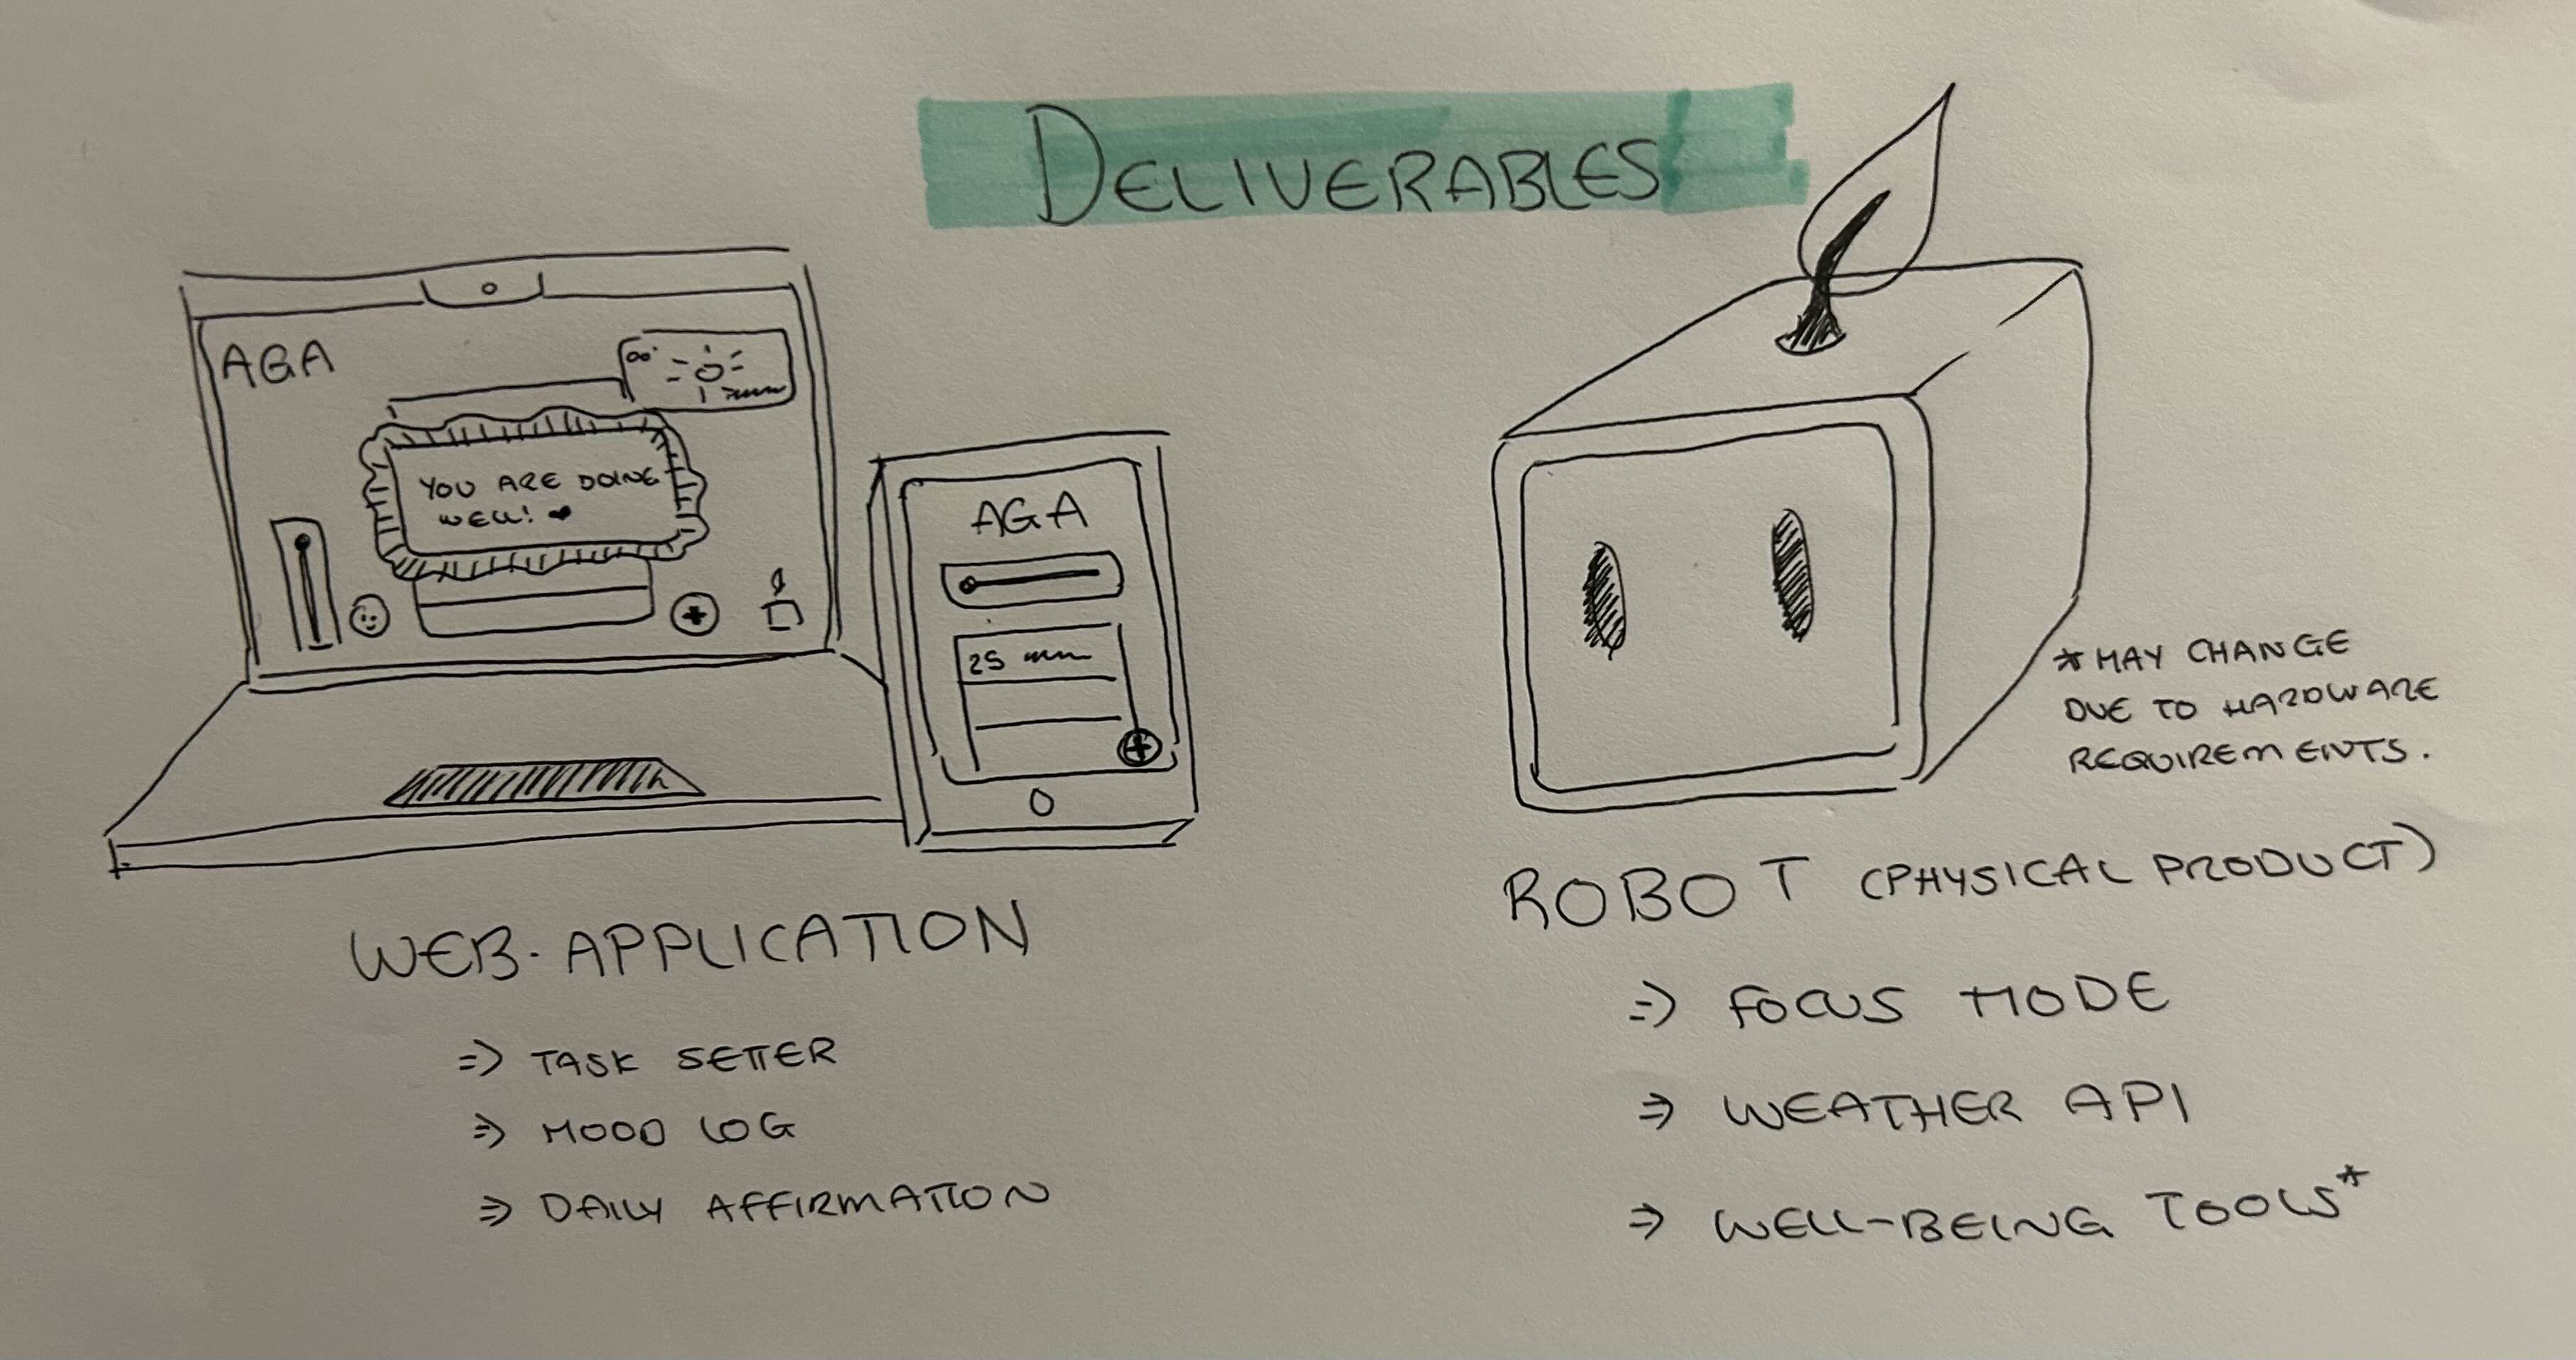 DELIVERABLES
AGA
YOU ARE DOING
WELL! ❤
AGA
25
*MAY CHANGE
DUE TO HARDWARE
REQUIREMENTS.
WEB-APPLICATION
=> TASK SETTER
=> MOOD LOG
=> DAILY AFFIRMATION
ROBOT (PHYSICAL PRODUCT)
=> FOCUS MODE
=> WEATHER API
=> WELL-BEING TOOLS*